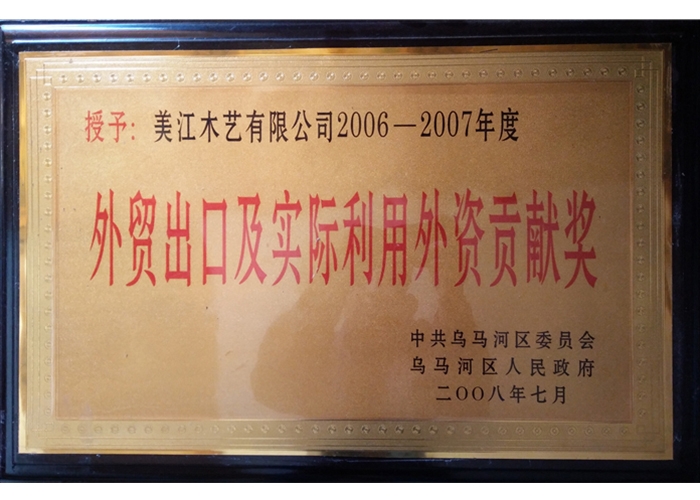 授予：美江木艺有限公司2006—2007年度
外贸出口及实际利用外资贡献奖
中共乌马河区委员会
乌马河区人民政府
二〇〇八年七月